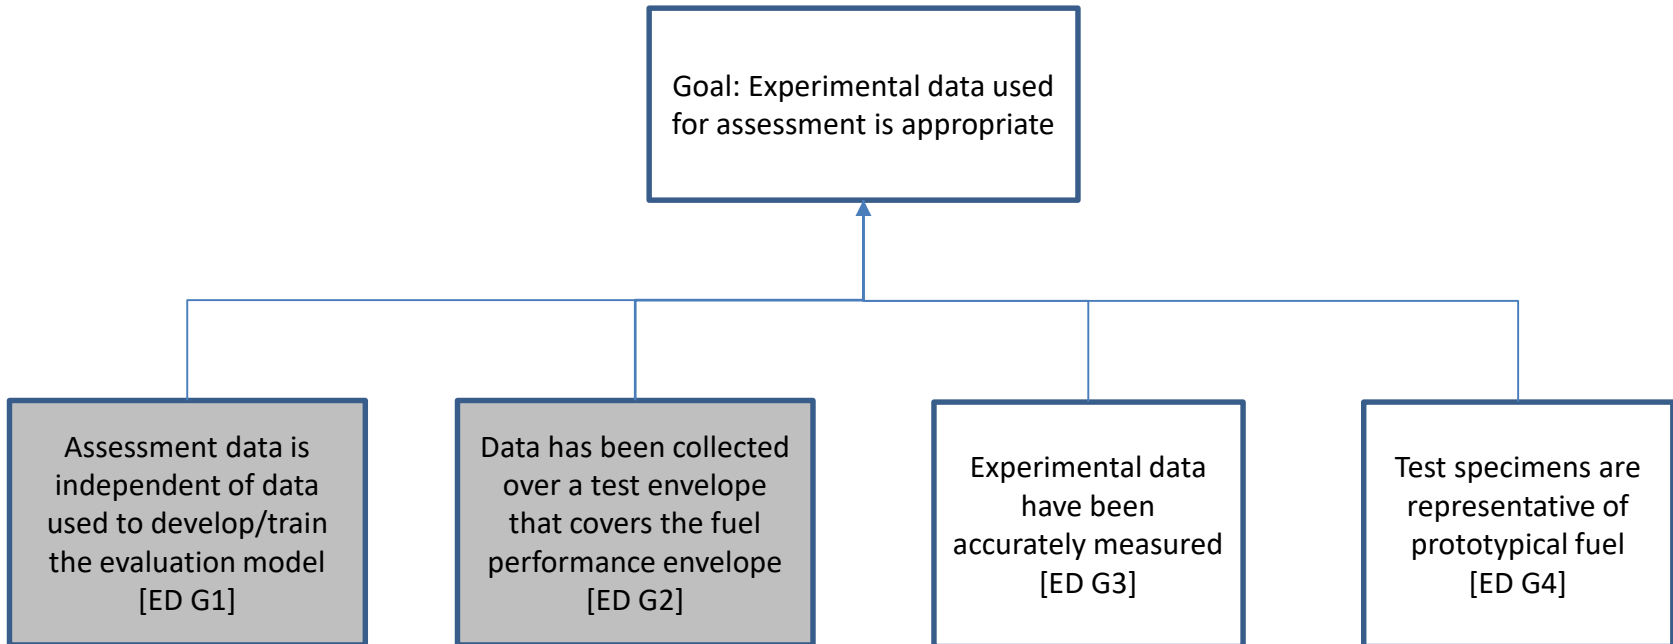 Goal: Experimental data used
for assessment is appropriate
Assessment data is
independent of data
used to develop/train
the evaluation model
[ED G1]
Data has been collected
over a test envelope
that covers the fuel
performance envelope
[ED G2]
Experimental data
have been
accurately measured
[ED G3]
Test specimens are
representative of
prototypical fuel
[ED G4]